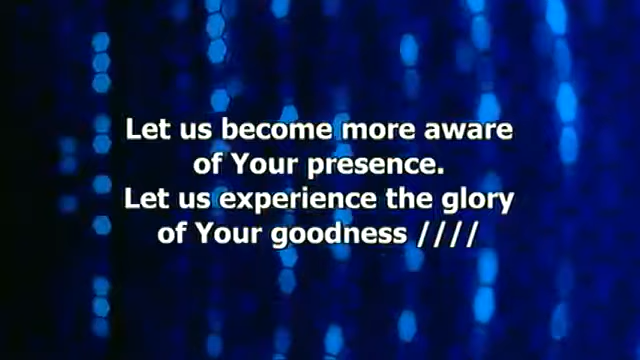 Let us become more aware
of Your presence.
Let us experience the glory
of Your goodness ////